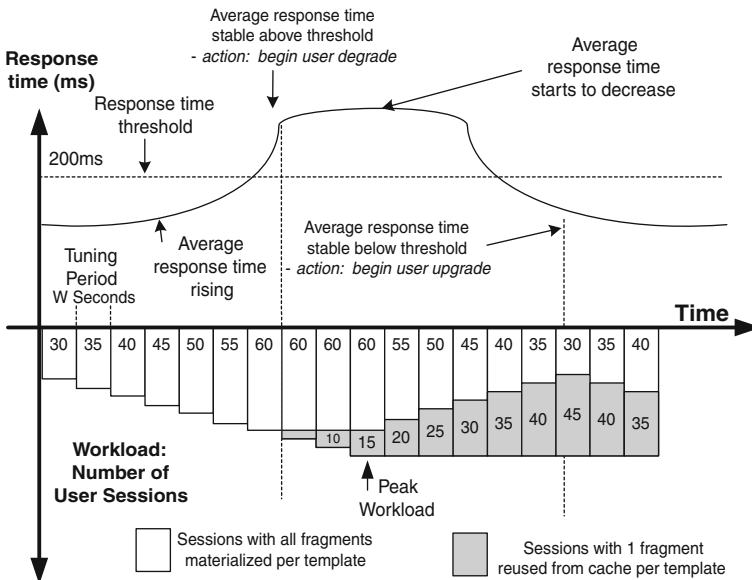 Average response time
stable above threshold
- action: begin user degrade
Average
response time
starts to decrease
Response
time (ms)
Response time
threshold
200ms
Average response time
stable below threshold
- action: begin user upgrade
Average
response time
rising
Tuning
Period
W Seconds
Time
30 35 40 45 50 55 60 60 60 60 55 50 45 40 35 30 35 40
10 15 20 25 30 35 40 45 40 35
Workload:
Number of
User Sessions
Peak
Workload
Sessions with all fragments
materialized per template
Sessions with 1 fragment
reused from cache per template